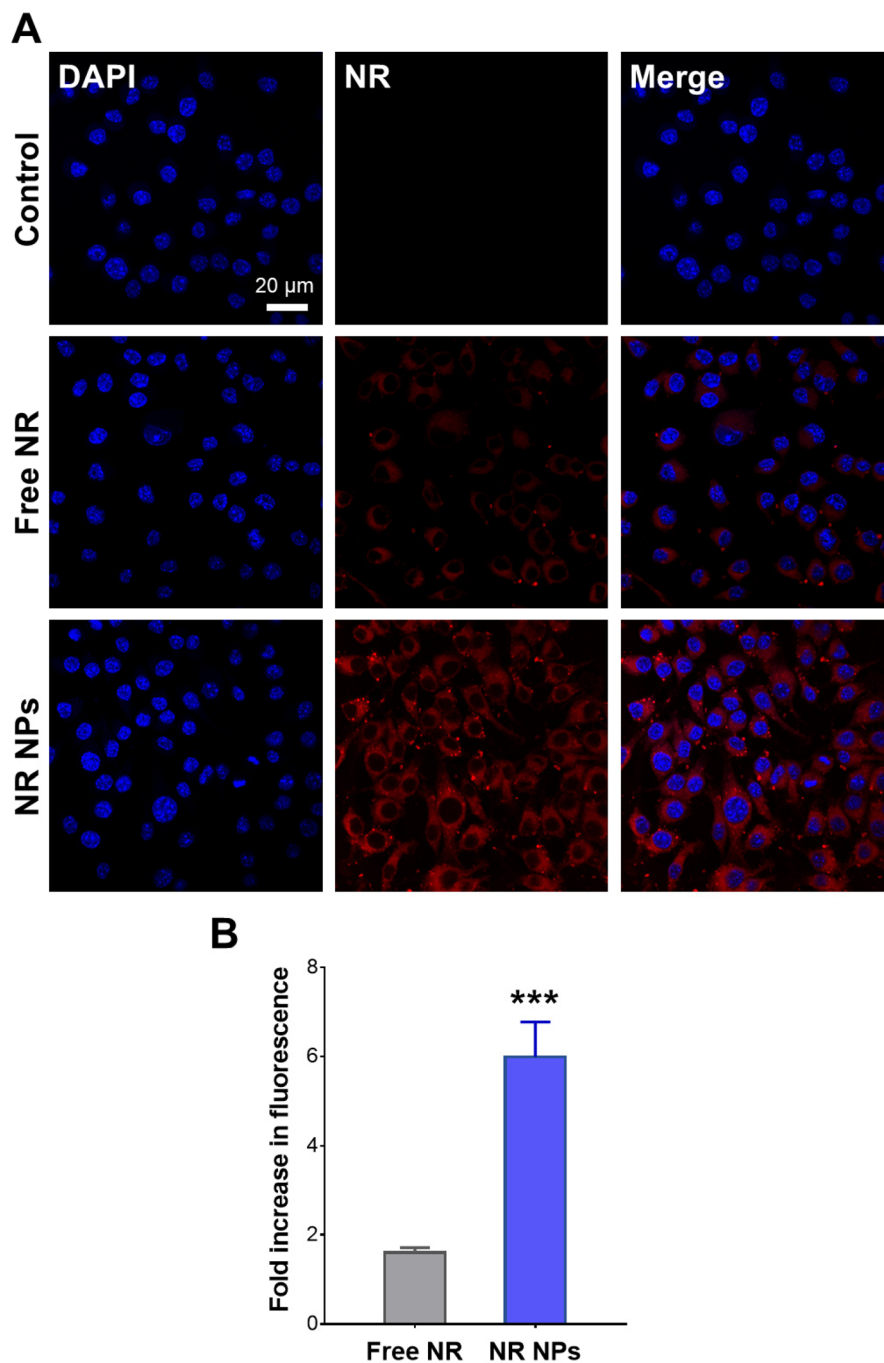 A
DAPI
NR
Merge
Control
20 µm
Free NR
NR NPs
B
Fold increase in fluorescence
8
6
4
2
0
***
Free NR
NR NPs